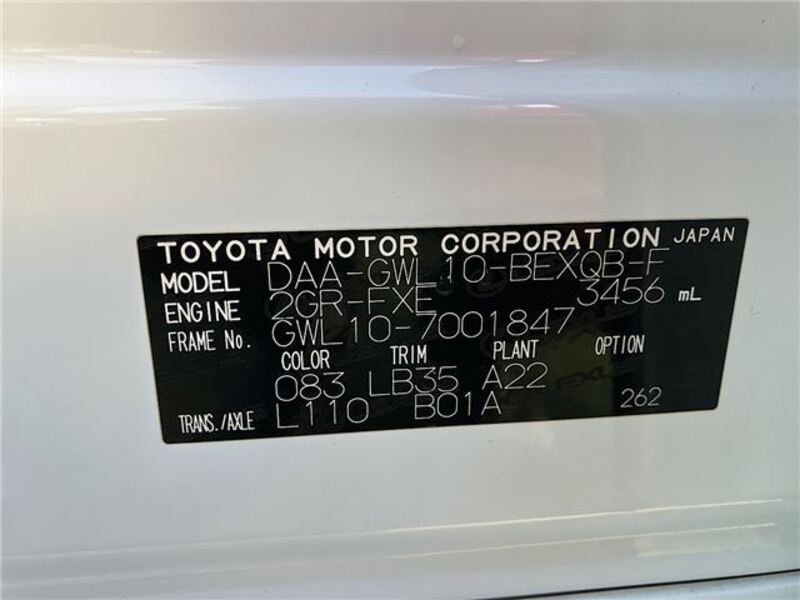 TOYOTA MOTOR CORPORATION JAPAN
MODEL DAA-GWL10-BEXQB-F
ENGINE 2GR-FXE 3456 mL
FRAME No. GWL10-7001847
COLOR TRIM PLANT OPTION
083 LB35 A22
TRANS./AXLE L110 B01A 262